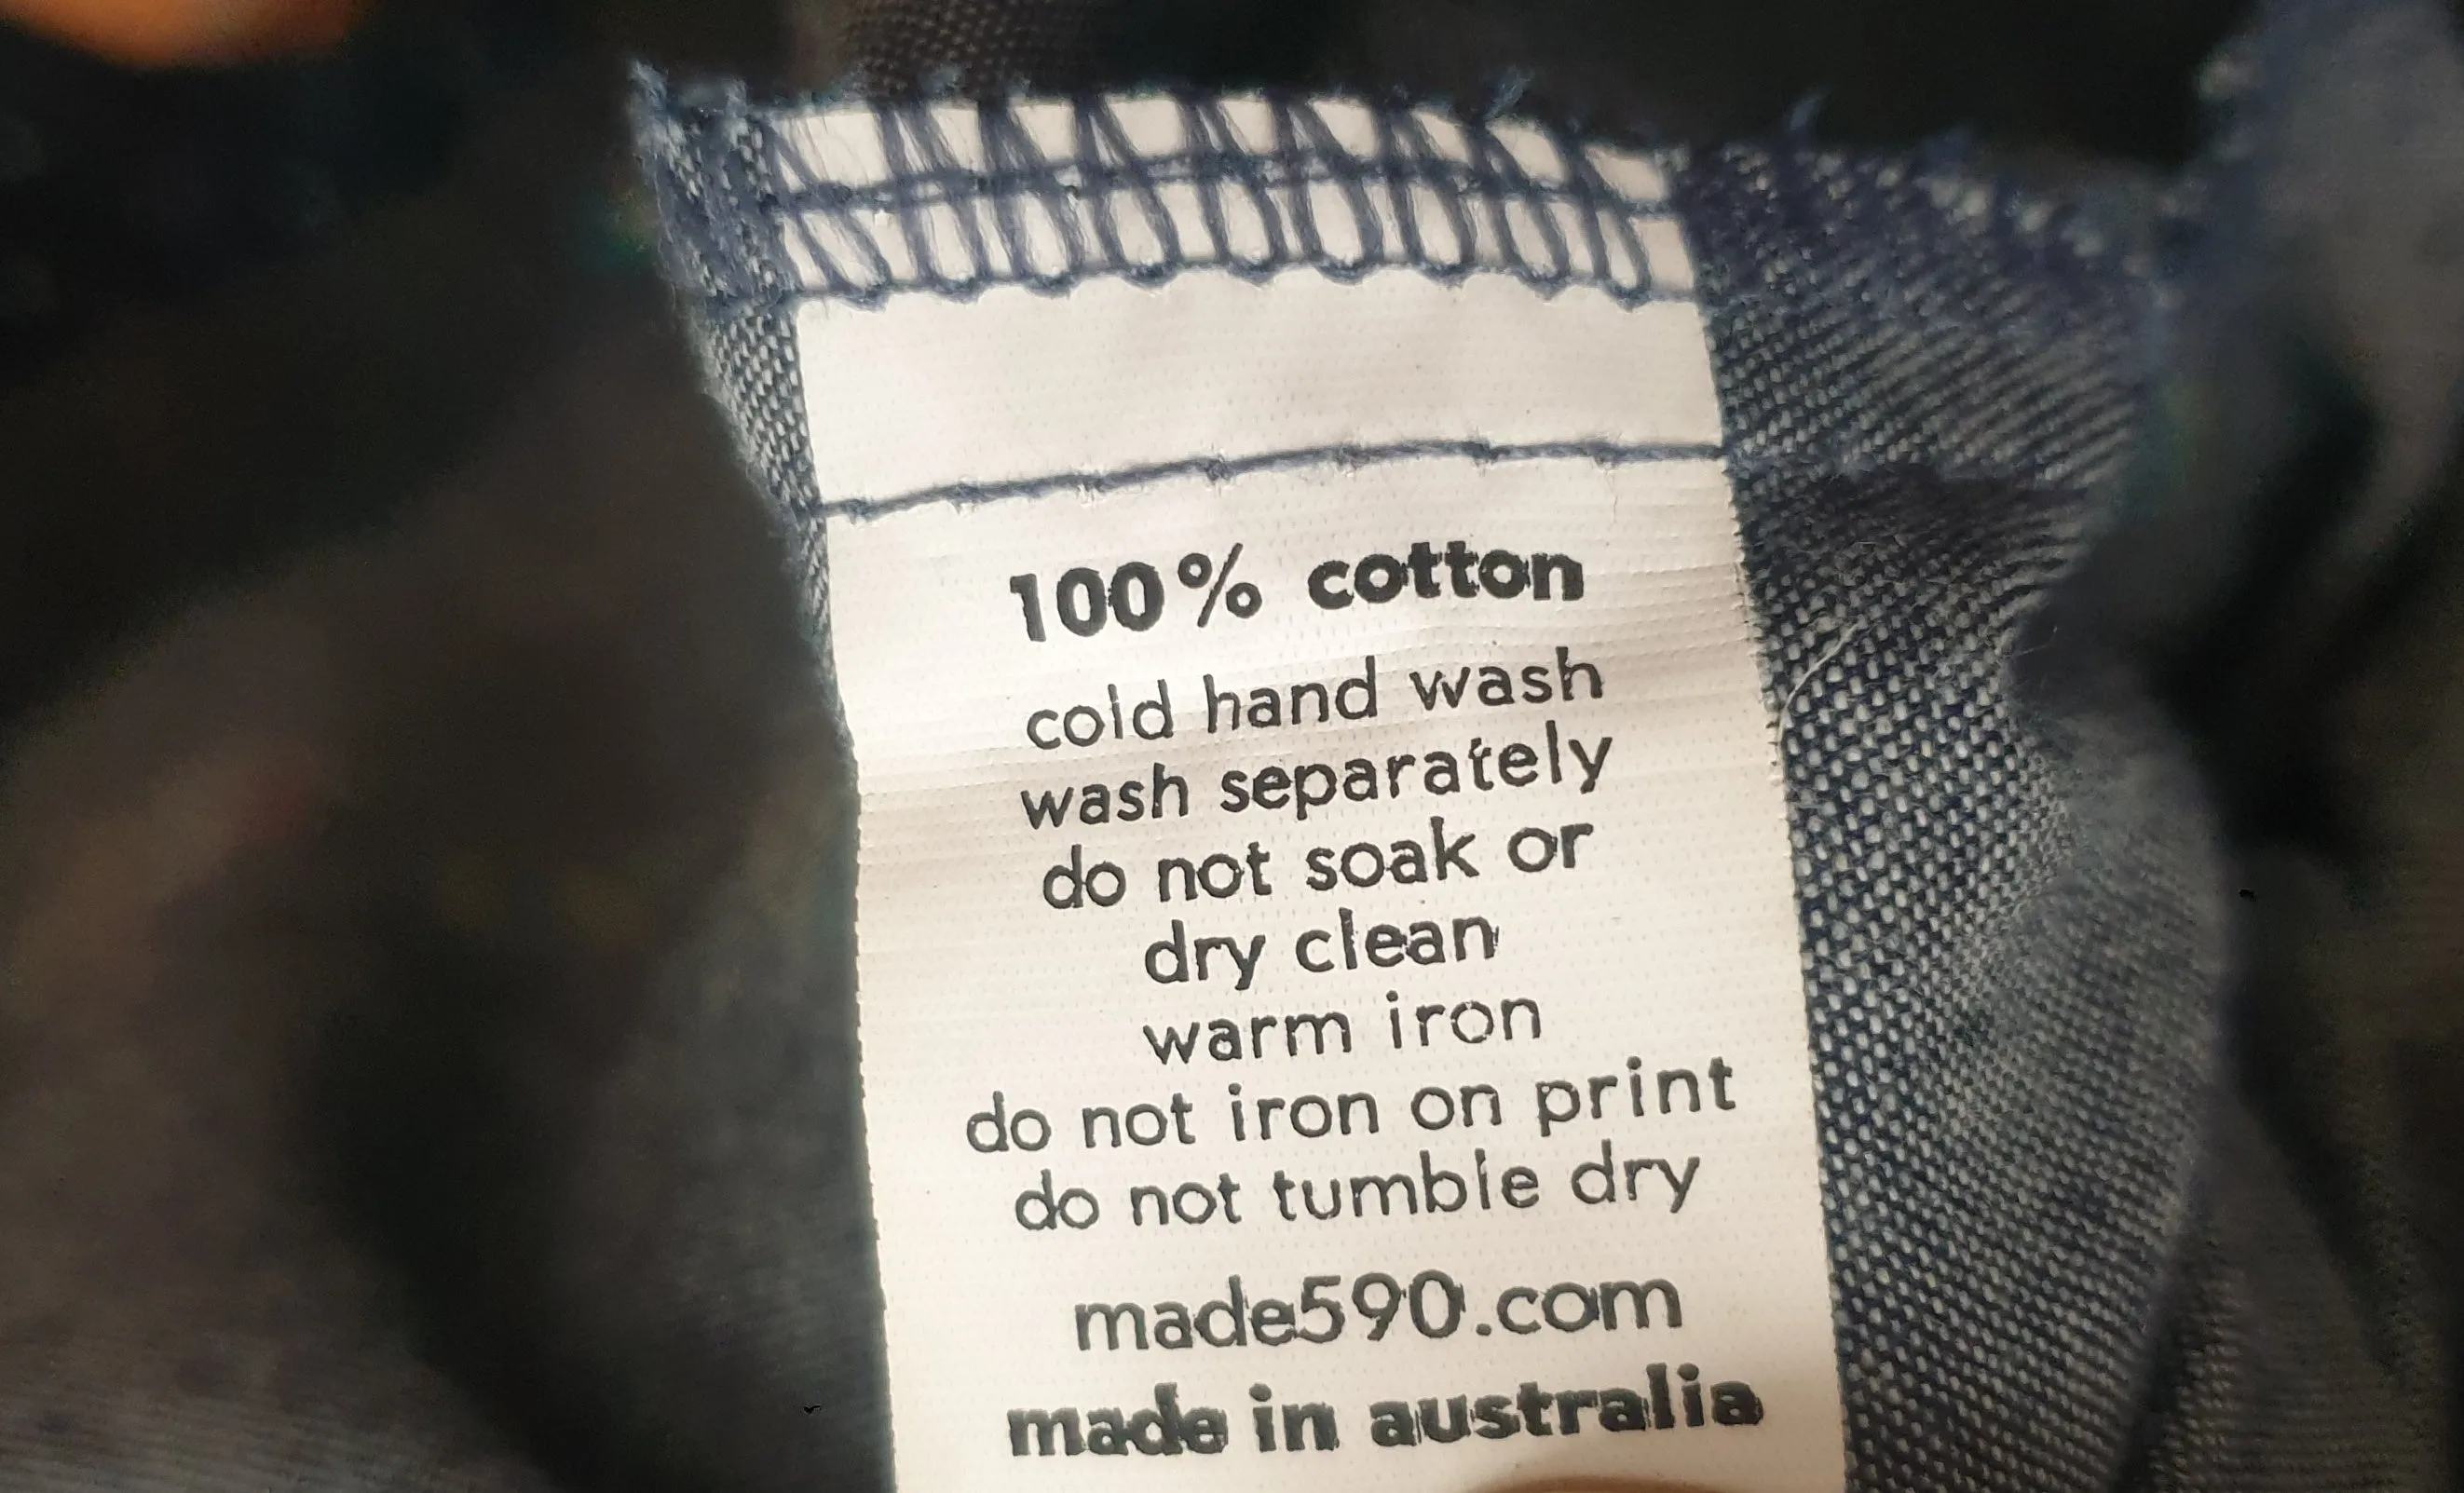 100% cotton
cold hand wash
wash separately
do not soak or
dry clean
warm iron
do not iron on print
do not tumble dry
made590.com
made in australia